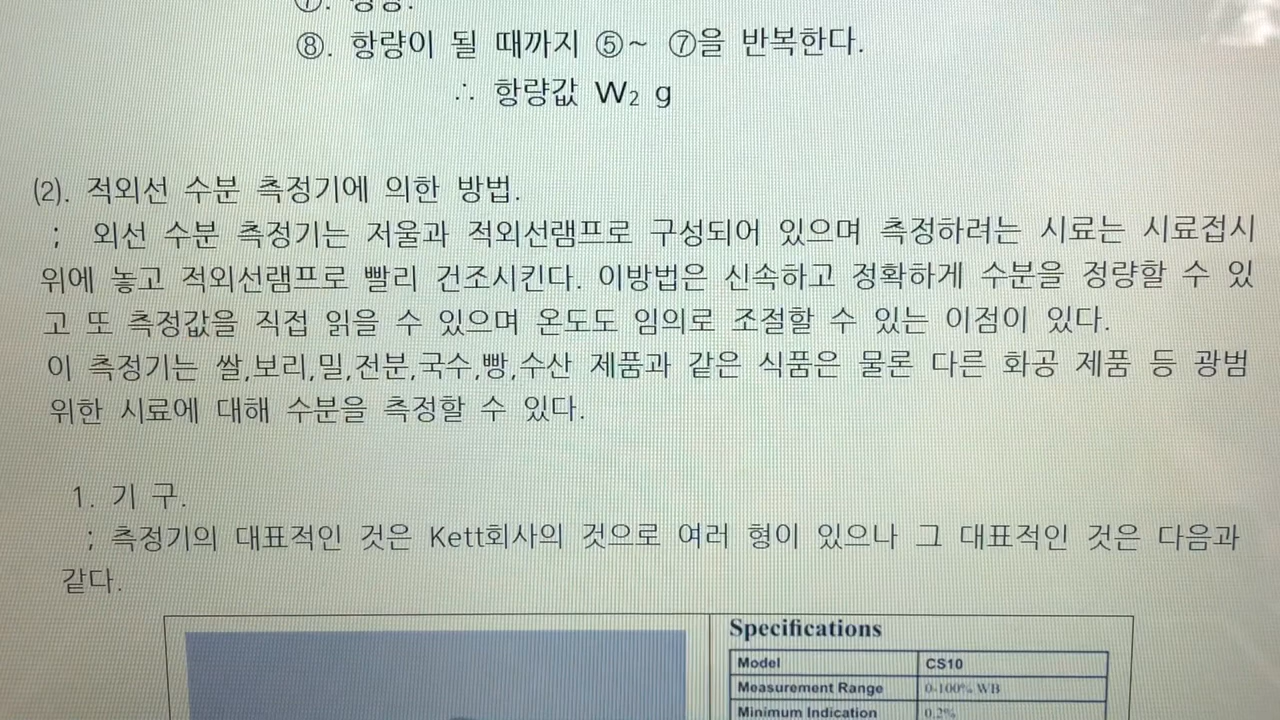 ⑧. 항량이 될 때까지 ⑤~ ⑦을 반복한다.
∴ 항량값 W₂ g
(2). 적외선 수분 측정기에 의한 방법.
; 외선 수분 측정기는 저울과 적외선램프로 구성되어 있으며 측정하려는 시료는 시료접시
위에 놓고 적외선램프로 빨리 건조시킨다. 이방법은 신속하고 정확하게 수분을 정량할 수 있
고 또 측정값을 직접 읽을 수 있으며 온도도 임의로 조절할 수 있는 이점이 있다.
이 측정기는 쌀,보리,밀,전분,국수,빵,수산 제품과 같은 식품은 물론 다른 화공 제품 등 광범
위한 시료에 대해 수분을 측정할 수 있다.
1. 기 구.
; 측정기의 대표적인 것은 Kett회사의 것으로 여러 형이 있으나 그 대표적인 것은 다음과
같다.
Specifications
Model CS10
Measurement Range 0-100% WB
Minimum Indication 0.2%